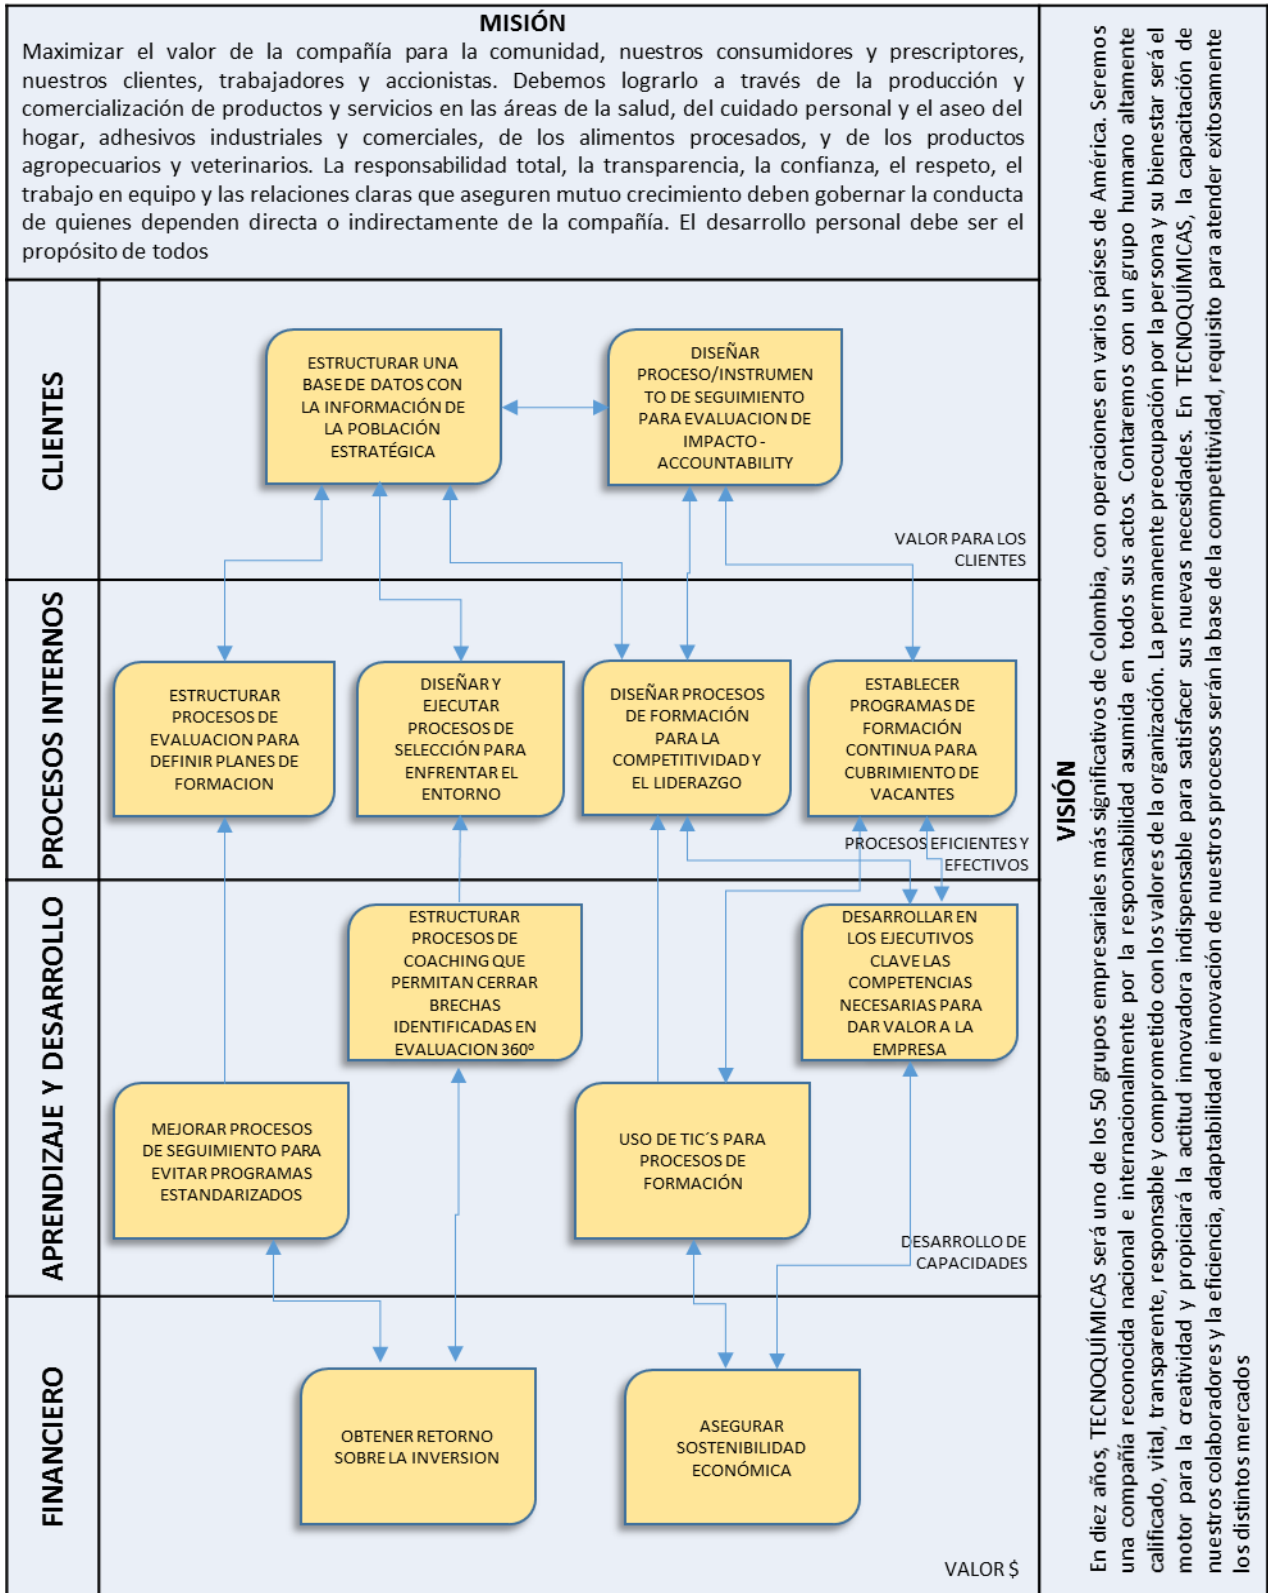 MISIÓN
Maximizar el valor de la compañía para la comunidad, nuestros consumidores y prescriptores,
nuestros clientes, trabajadores y accionistas. Debemos lograrlo a través de la producción y
comercialización de productos y servicios en las áreas de la salud, del cuidado personal y el aseo del
hogar, adhesivos industriales y comerciales, de los alimentos procesados, y de los productos
agropecuarios y veterinarios. La responsabilidad total, la transparencia, la confianza, el respeto, el
trabajo en equipo y las relaciones claras que aseguren mutuo crecimiento deben gobernar la conducta
de quienes dependen directa o indirectamente de la compañía. El desarrollo personal debe ser el
propósito de todos
CLIENTES
ESTRUCTURAR UNA
BASE DE DATOS CON
LA INFORMACIÓN DE
LA POBLACIÓN
ESTRATÉGICA
DISEÑAR
PROCESO/INSTRUMEN
TO DE SEGUIMIENTO
PARA EVALUACION DE
IMPACTO -
ACCOUNTABILITY
VALOR PARA LOS
CLIENTES
PROCESOS INTERNOS
ESTRUCTURAR
PROCESOS DE
EVALUACION PARA
DEFINIR PLANES DE
FORMACION
DISEÑAR Y
EJECUTAR
PROCESOS DE
SELECCIÓN PARA
ENFRENTAR EL
ENTORNO
DISEÑAR PROCESOS
DE FORMACIÓN
PARA LA
COMPETITIVIDAD Y
EL LIDERAZGO
ESTABLECER
PROGRAMAS DE
FORMACIÓN
CONTINUA PARA
CUBRIMIENTO DE
VACANTES
PROCESOS EFICIENTES Y
EFECTIVOS
APRENDIZAJE Y DESARROLLO
ESTRUCTURAR
PROCESOS DE
COACHING QUE
PERMITAN CERRAR
BRECHAS
IDENTIFICADAS EN
EVALUACION 360º
DESARROLLAR EN
LOS EJECUTIVOS
CLAVE LAS
COMPETENCIAS
NECESARIAS PARA
DAR VALOR A LA
EMPRESA
MEJORAR PROCESOS
DE SEGUIMIENTO PARA
EVITAR PROGRAMAS
ESTANDARIZADOS
USO DE TIC´S PARA
PROCESOS DE
FORMACIÓN
DESARROLLO DE
CAPACIDADES
FINANCIERO
OBTENER RETORNO
SOBRE LA INVERSION
ASEGURAR
SOSTENIBILIDAD
ECONÓMICA
VALOR $
VISIÓN
En diez años, TECNOQUÍMICAS será uno de los 50 grupos empresariales más significativos de Colombia, con operaciones en varios países de América. Seremos
una compañía reconocida nacional e internacionalmente por la responsabilidad asumida en todos sus actos. Contaremos con un grupo humano altamente
calificado, vital, transparente, responsable y comprometido con los valores de la organización. La permanente preocupación por la persona y su bienestar será el
motor para la creatividad y propiciará la actitud innovadora indispensable para satisfacer sus nuevas necesidades. En TECNOQUÍMICAS, la capacitación de
nuestros colaboradores y la eficiencia, adaptabilidad e innovación de nuestros procesos serán la base de la competitividad, requisito para atender exitosamente
los distintos mercados